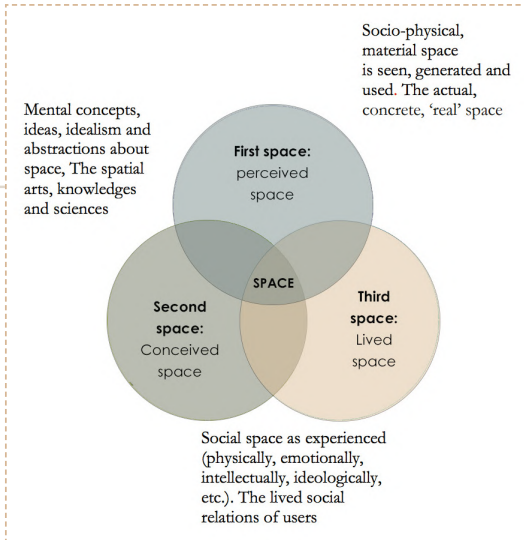 Socio-physical,
material space
is seen, generated and
used. The actual,
concrete, ‘real’ space
Mental concepts,
ideas, idealism and
abstractions about
space, The spatial
arts, knowledges
and sciences
First space:
perceived
space
SPACE
Second
space:
Conceived
space
Third
space:
Lived
space
Social space as experienced
(physically, emotionally,
intellectually, ideologically,
etc.). The lived social
relations of users